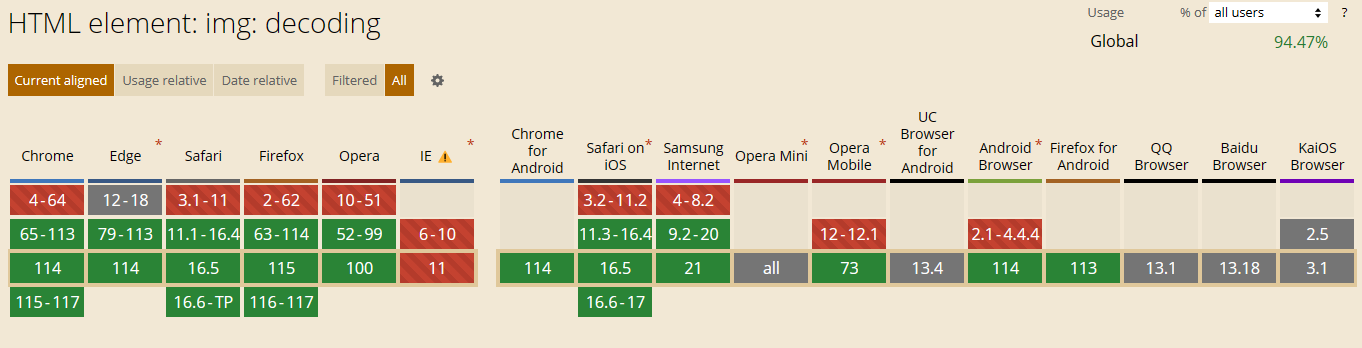 HTML element: img: decoding
Usage % of all users ?
Global 94.47%
Current aligned Usage relative Date relative Filtered All
Chrome Edge * Safari Firefox Opera IE * Chrome for Android Safari on iOS * Samsung Internet Opera Mini * Opera Mobile * UC Browser for Android Android Browser * Firefox for Android QQ Browser Baidu Browser KaiOS Browser
4-64 12-18 3.1-11 2-62 10-51 3.2-11.2 4-8.2
65-113 79-113 11.1-16.4 63-114 52-99 6-10 11.3-16.4 9.2-20 12-12.1 2.1-4.4.4 2.5
114 114 16.5 115 100 11 114 16.5 21 all 73 13.4 114 113 13.1 13.18 3.1
115-117 16.6-TP 116-117 16.6-17